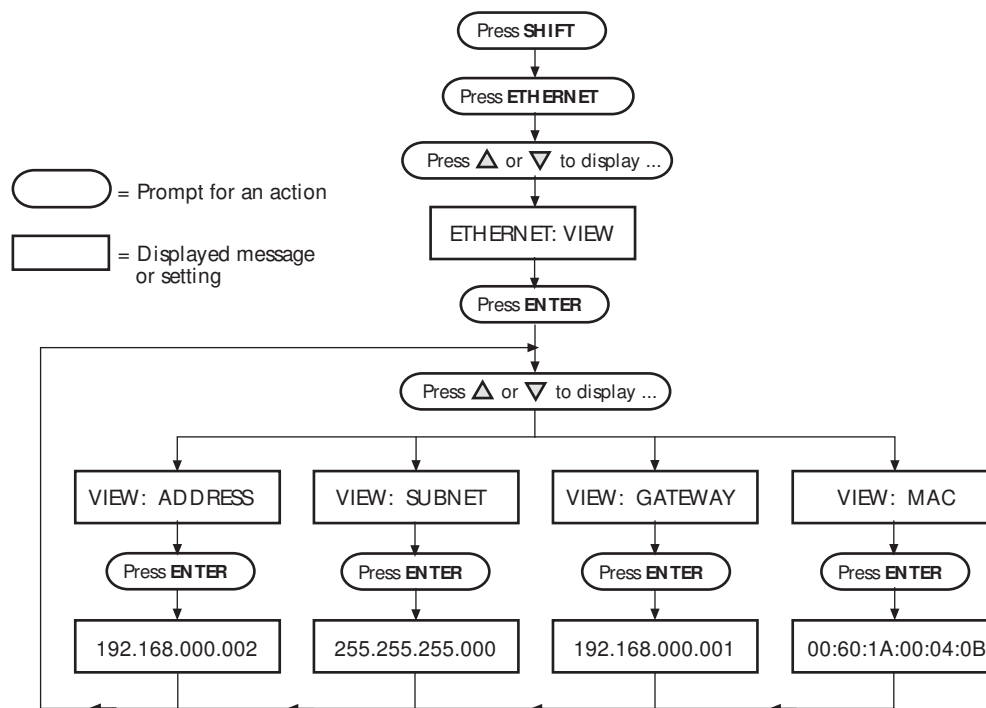 Press SHIFT
Press ETHERNET
Press △ or ▽ to display ...
= Prompt for an action
ETHERNET: VIEW
= Displayed message
or setting
Press ENTER
Press △ or ▽ to display ...
VIEW: ADDRESS
VIEW: SUBNET
VIEW: GATEWAY
VIEW: MAC
Press ENTER
Press ENTER
Press ENTER
Press ENTER
192.168.000.002
255.255.255.000
192.168.000.001
00:60:1A:00:04:0B